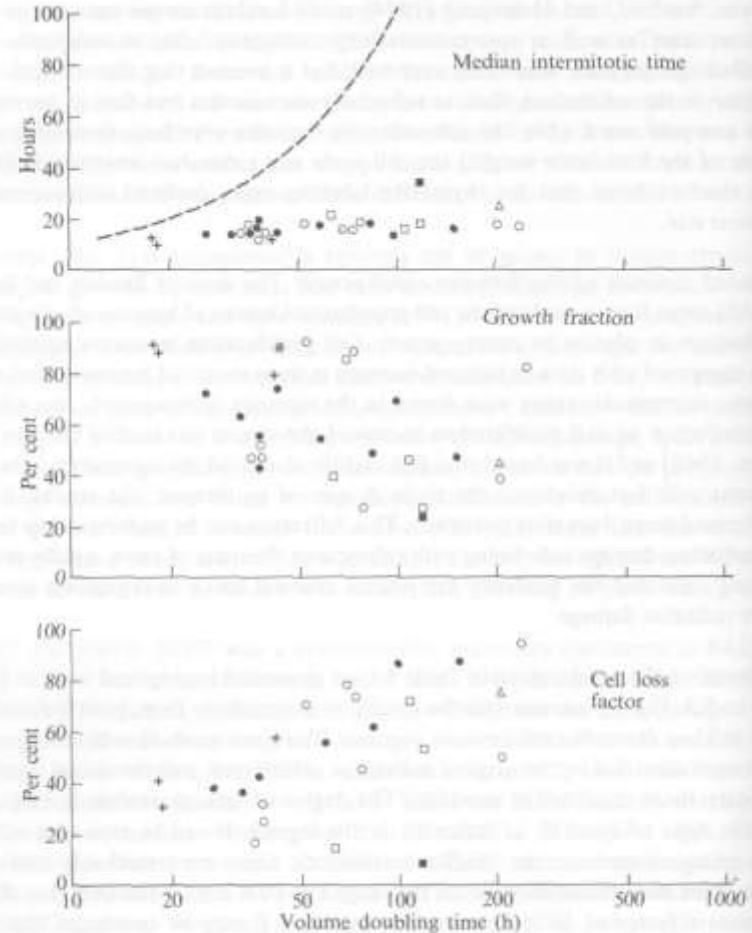 100
80
60
40
20
0
Hours
Median intermitotic time
100
80
60
40
20
0
Per cent
Growth fraction
100
80
60
40
20
0
Per cent
Cell loss
factor
10 20 50 100 200 500 1000
Volume doubling time (h)